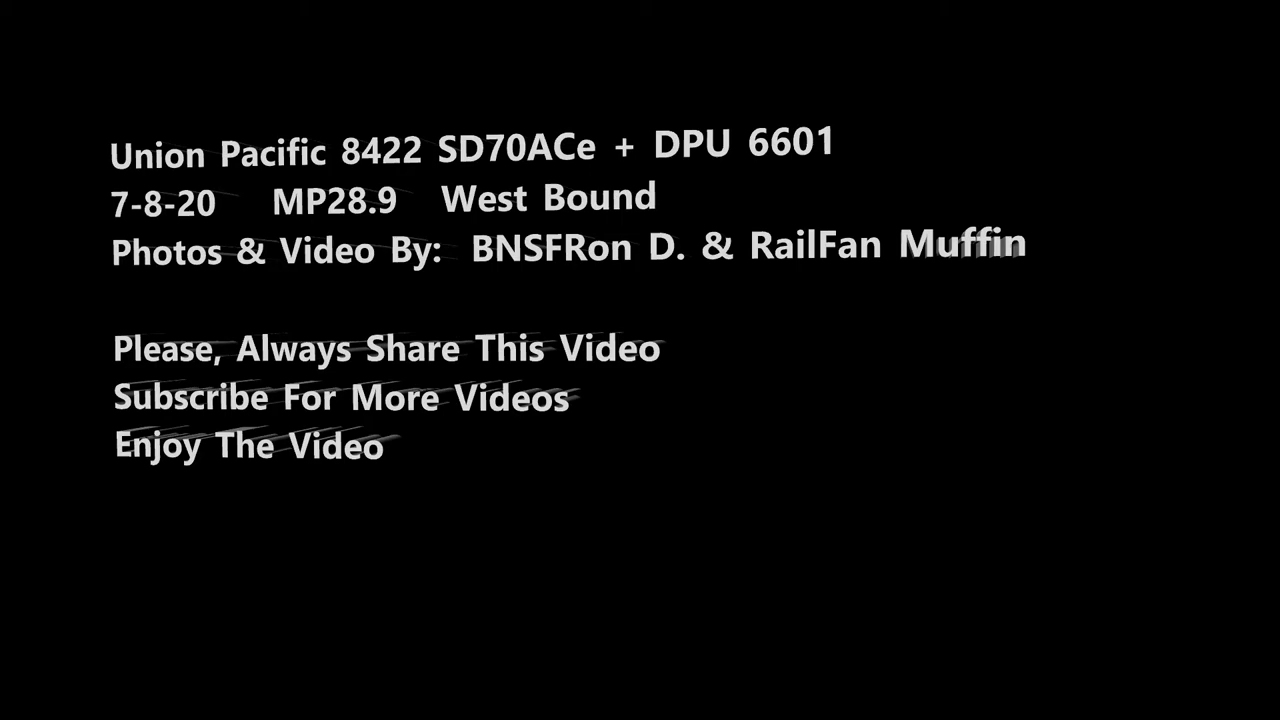 Union Pacific 8422 SD70ACe + DPU 6601
7-8-20 MP28.9 West Bound
Photos & Video By: BNSFRon D. & RailFan Muffin
Please, Always Share This Video
Subscribe For More Videos
Enjoy The Video